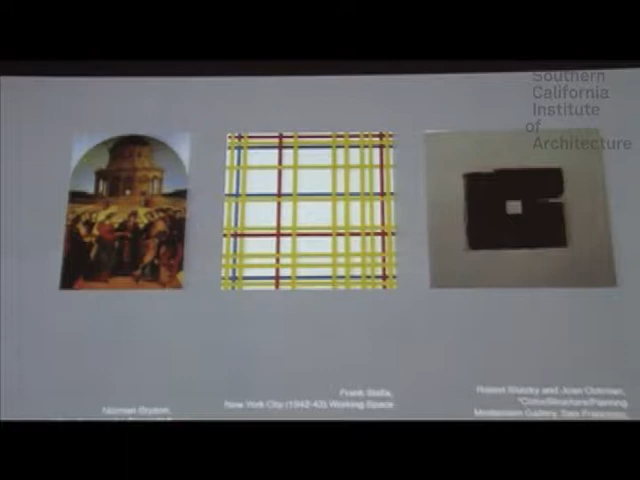 Southern
California
Institute
of
Architecture
Frank Stella,
New York City (1942-43) Working Space
Robert Slutzky and Joan Ockman,
"Color/Structure/Painting
Modernism Gallery, San Francisco,
Norman Bryson,